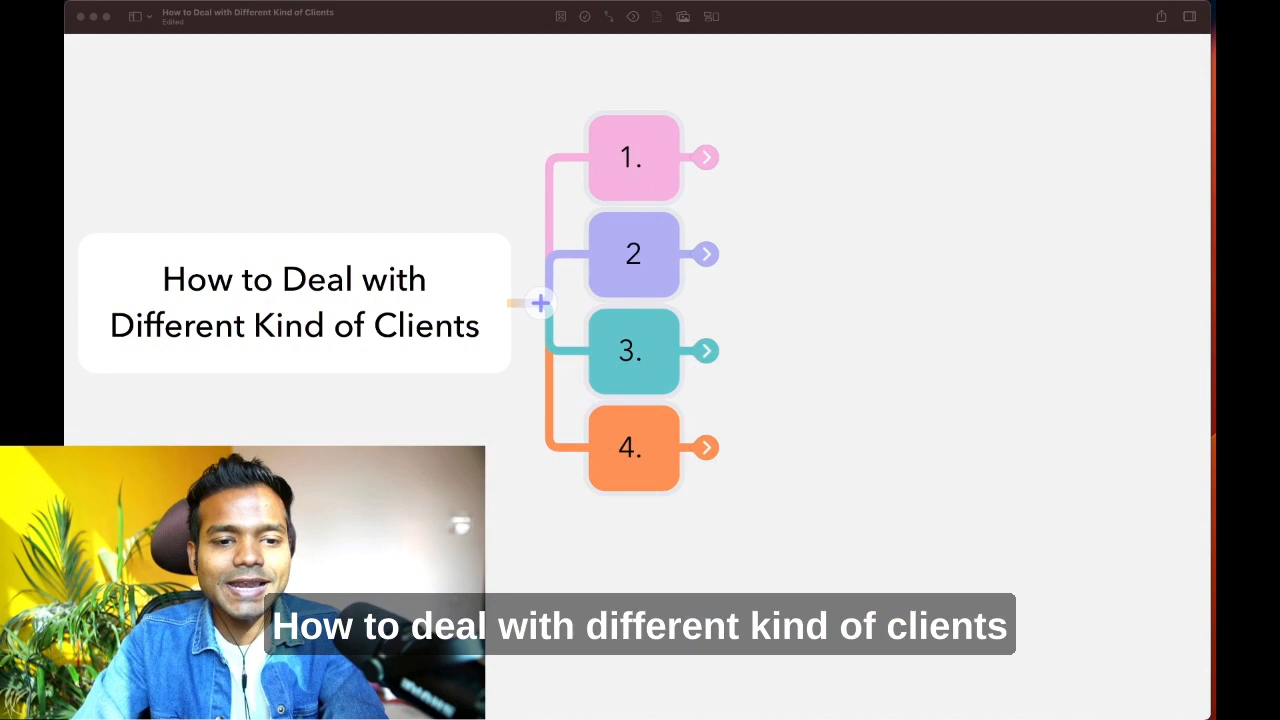 How to Deal with Different Kind of Clients
Edited
1.
2
3.
4.
How to Deal with
Different Kind of Clients
How to deal with different kind of clients